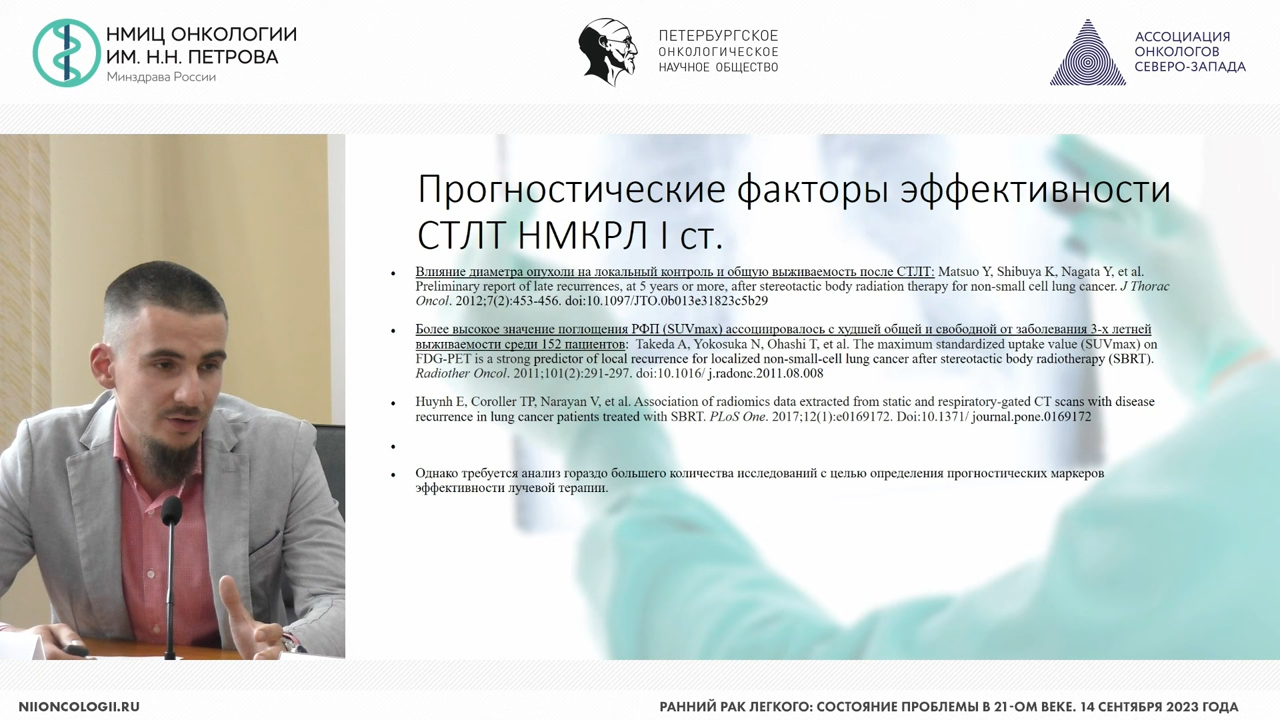 НМИЦ ОНКОЛОГИИ
ИМ. Н.Н. ПЕТРОВА
Минздрава России
ПЕТЕРБУРГСКОЕ
ОНКОЛОГИЧЕСКОЕ
НАУЧНОЕ ОБЩЕСТВО
АССОЦИАЦИЯ
ОНКОЛОГОВ
СЕВЕРО-ЗАПАДА
Прогностические факторы эффективности
СТЛТ НМКРЛ I ст.
• Влияние диаметра опухоли на локальный контроль и общую выживаемость после СТЛТ: Matsuo Y, Shibuya K, Nagata Y, et al.
Preliminary report of late recurrences, at 5 years or more, after stereotactic body radiation therapy for non-small cell lung cancer. J Thorac
Oncol. 2012;7(2):453-456. doi:10.1097/JTO.0b013e31823c5b29
• Более высокое значение поглощения РФП (SUVmax) ассоциировалось с худшей общей и свободной от заболевания 3-х летней
выживаемости среди 152 пациентов: Takeda A, Yokosuka N, Ohashi T, et al. The maximum standardized uptake value (SUVmax) on
FDG-PET is a strong predictor of local recurrence for localized non-small-cell lung cancer after stereotactic body radiotherapy (SBRT).
Radiother Oncol. 2011;101(2):291-297. doi:10.1016/ j.radonc.2011.08.008
• Huynh E, Coroller TP, Narayan V, et al. Association of radiomics data extracted from static and respiratory-gated CT scans with disease
recurrence in lung cancer patients treated with SBRT. PLoS One. 2017;12(1):e0169172. Doi:10.1371/ journal.pone.0169172
•
• Однако требуется анализ гораздо большего количества исследований с целью определения прогностических маркеров
эффективности лучевой терапии.
NIIONCOLOGII.RU
РАННИЙ РАК ЛЕГКОГО: СОСТОЯНИЕ ПРОБЛЕМЫ В 21-ОМ ВЕКЕ. 14 СЕНТЯБРЯ 2023 ГОДА